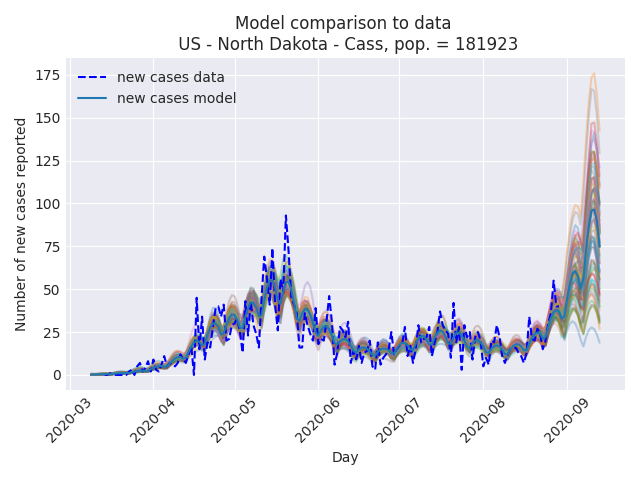 Model comparison to data
US - North Dakota - Cass, pop. = 181923
new cases data
new cases model
Number of new cases reported
175
150
125
100
75
50
25
0
2020-03
2020-04
2020-05
2020-06
2020-07
2020-08
2020-09
Day